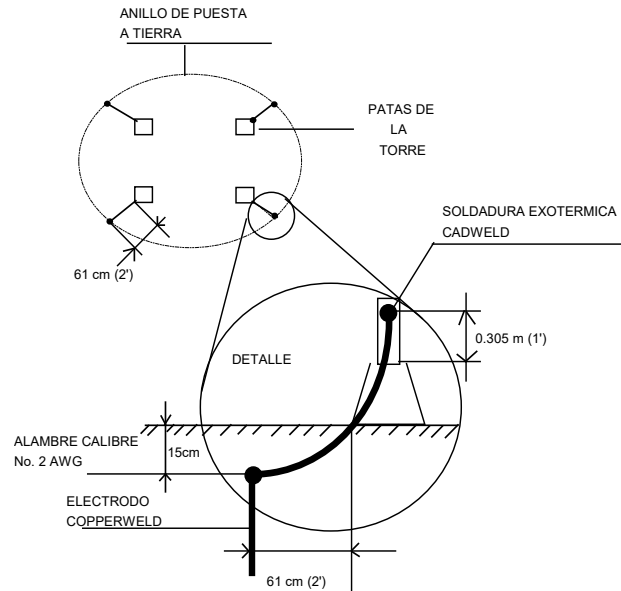 ANILLO DE PUESTA
A TIERRA
PATAS DE
LA
TORRE
SOLDADURA EXOTERMICA
CADWELD
61 cm (2')
0.305 m (1')
DETALLE
ALAMBRE CALIBRE
No. 2 AWG
15cm
ELECTRODO
COPPERWELD
61 cm (2')